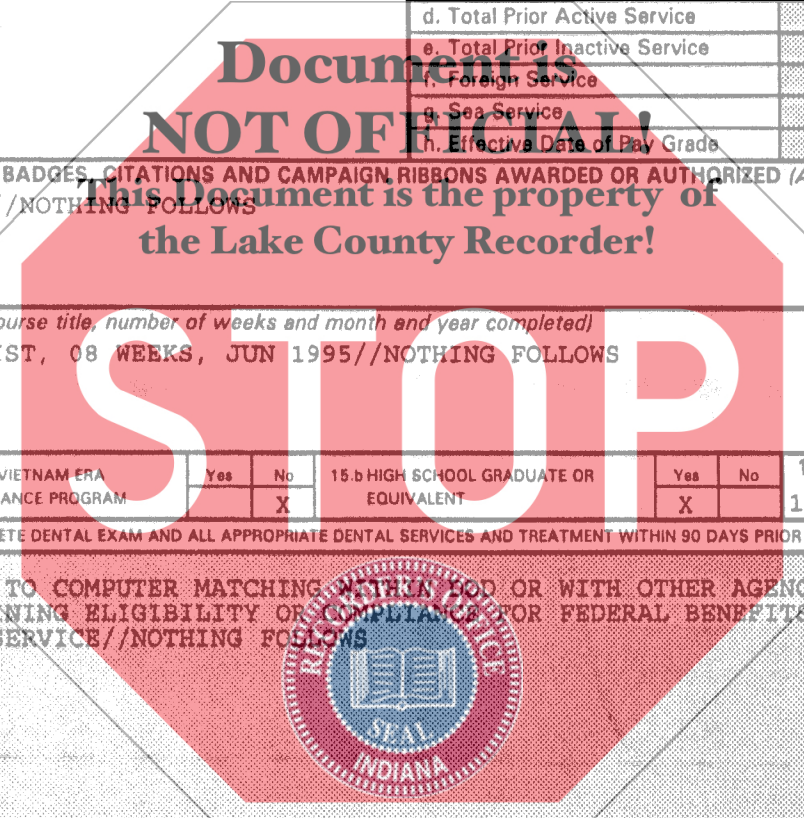 d. Total Prior Active Service
e. Total Prior Inactive Service
f. Foreign Service
g. Sea Service
h. Effective Date of Pay Grade
Document is
NOT OFFICIAL!
This Document is the property of
the Lake County Recorder!
BADGES, CITATIONS AND CAMPAIGN RIBBONS AWARDED OR AUTHORIZED (A
//NOTHING FOLLOWS
ourse title, number of weeks and month and year completed)
IST, 08 WEEKS, JUN 1995//NOTHING FOLLOWS
STOP
VIETNAM ERA Yes No 15.b HIGH SCHOOL GRADUATE OR Yes No 1
ANCE PROGRAM X EQUIVALENT X 1
ETE DENTAL EXAM AND ALL APPROPRIATE DENTAL SERVICES AND TREATMENT WITHIN 90 DAYS PRIOR
TO COMPUTER MATCHING WITHIN DOD OR WITH OTHER AGENC
NING ELIGIBILITY OR COMPLIANCE FOR FEDERAL BENEFITS
SERVICE//NOTHING FOLLOWS
RECORDER'S OFFICE
SEAL
INDIANA